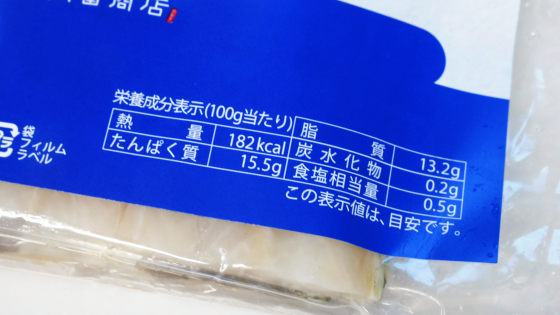 商店
栄養成分表示(100g当たり)
熱量 182kcal
たんぱく質 15.5g
脂質 13.2g
炭水化物 0.2g
食塩相当量 0.5g
この表示値は、目安です。
プラ
袋
フィルム
ラベル